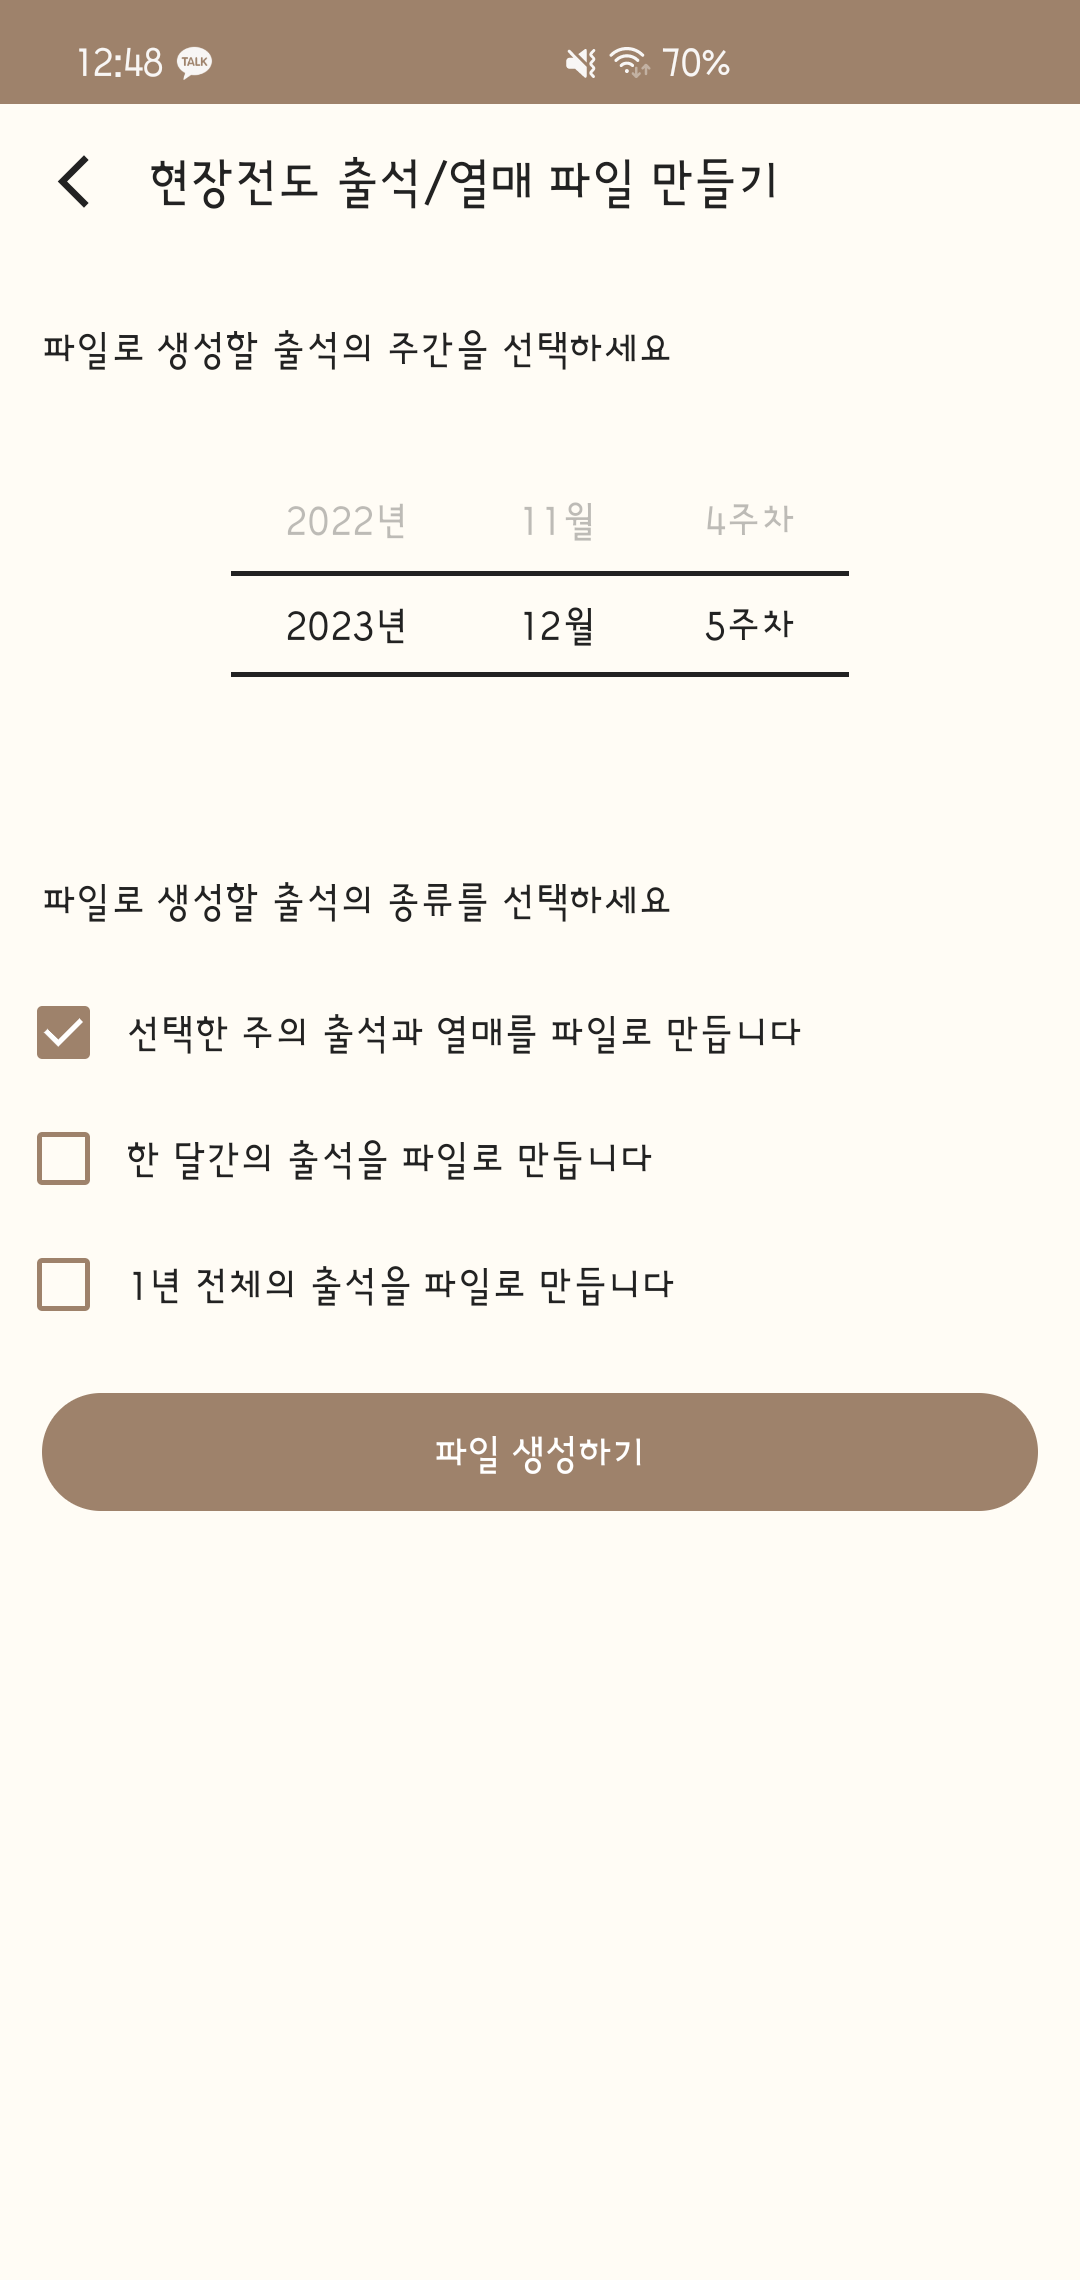 12:48 TALK 70%
현장전도 출석/열매 파일 만들기
파일로 생성할 출석의 주간을 선택하세요
2022년 11월 4주차
2023년 12월 5주차
파일로 생성할 출석의 종류를 선택하세요
선택한 주의 출석과 열매를 파일로 만듭니다
한 달간의 출석을 파일로 만듭니다
1년 전체의 출석을 파일로 만듭니다
파일 생성하기